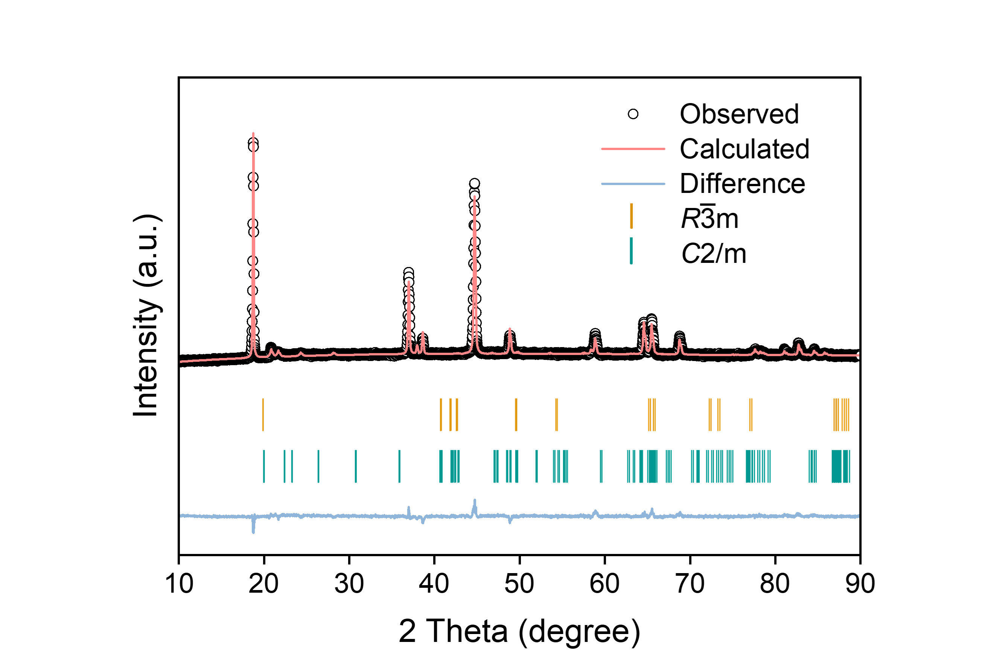 Observed
Calculated
Difference
R3̅m
C2/m
Intensity (a.u.)
10 20 30 40 50 60 70 80 90
2 Theta (degree)